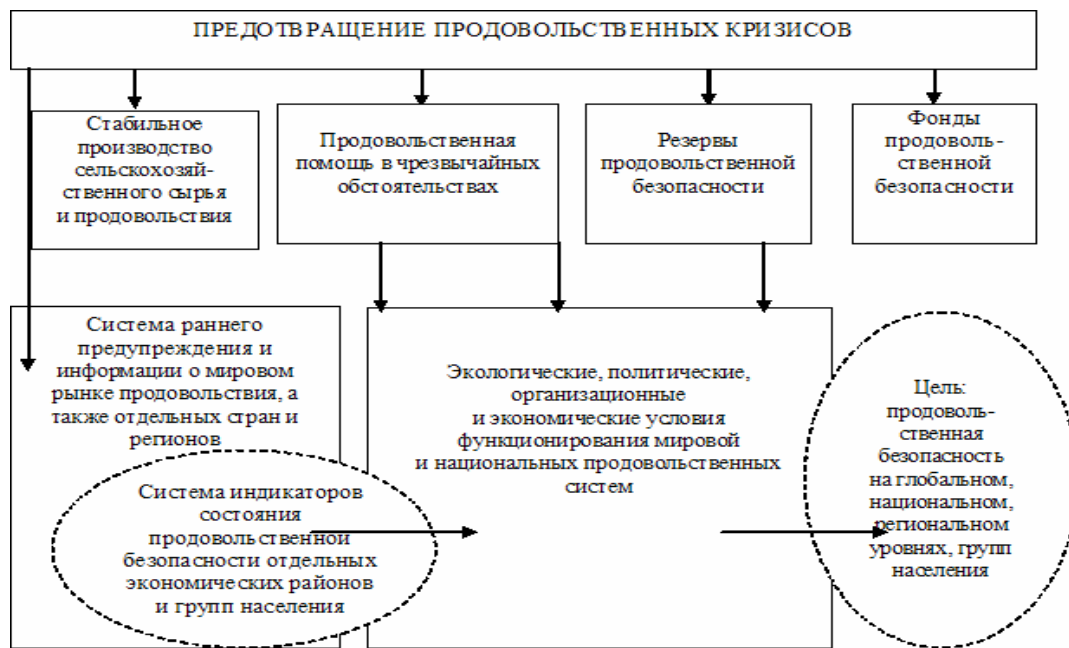 ПРЕДОТВРАЩЕНИЕ ПРОДОВОЛЬСТВЕННЫХ КРИЗИСОВ
Стабильное
производство
сельскохозяй-
ственного сырья
и продовольствия
Продовольственная
помощь в чрезвычайных
обстоятельствах
Резервы
продовольственной
безопасности
Фонды
продоволь-
ственной
безопасности
Система раннего
предупреждения и
информации о мировом
рынке продовольствия, а
также отдельных стран и
регионов
Система индикаторов
состояния
продовольственной
безопасности отдельных
экономических районов
и групп населения
Экологические, политические,
организационные
и экономические условия
функционирования мировой
и национальных продовольственных
систем
Цель:
продоволь-
ственная
безопасность
на глобальном,
национальном,
региональном
уровнях, групп
населения